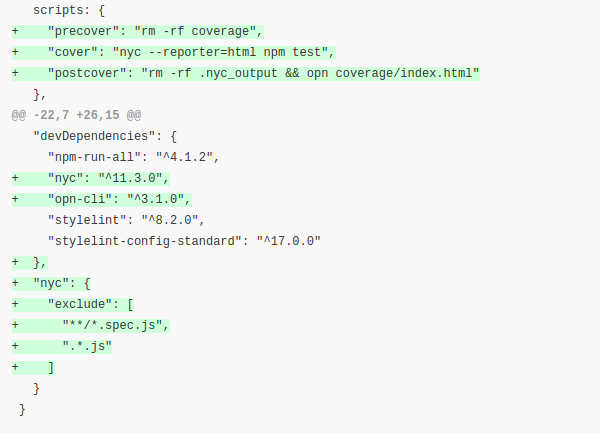 scripts: {
+    "precover": "rm -rf coverage",
+    "cover": "nyc --reporter=html npm test",
+    "postcover": "rm -rf .nyc_output && opn coverage/index.html"
   },
@@ -22,7 +26,15 @@
   "devDependencies": {
     "npm-run-all": "^4.1.2",
+    "nyc": "^11.3.0",
+    "opn-cli": "^3.1.0",
     "stylelint": "^8.2.0",
     "stylelint-config-standard": "^17.0.0"
+  },
+  "nyc": {
+    "exclude": [
+      "**/*.spec.js",
+      ".*.js"
+    ]
   }
 }